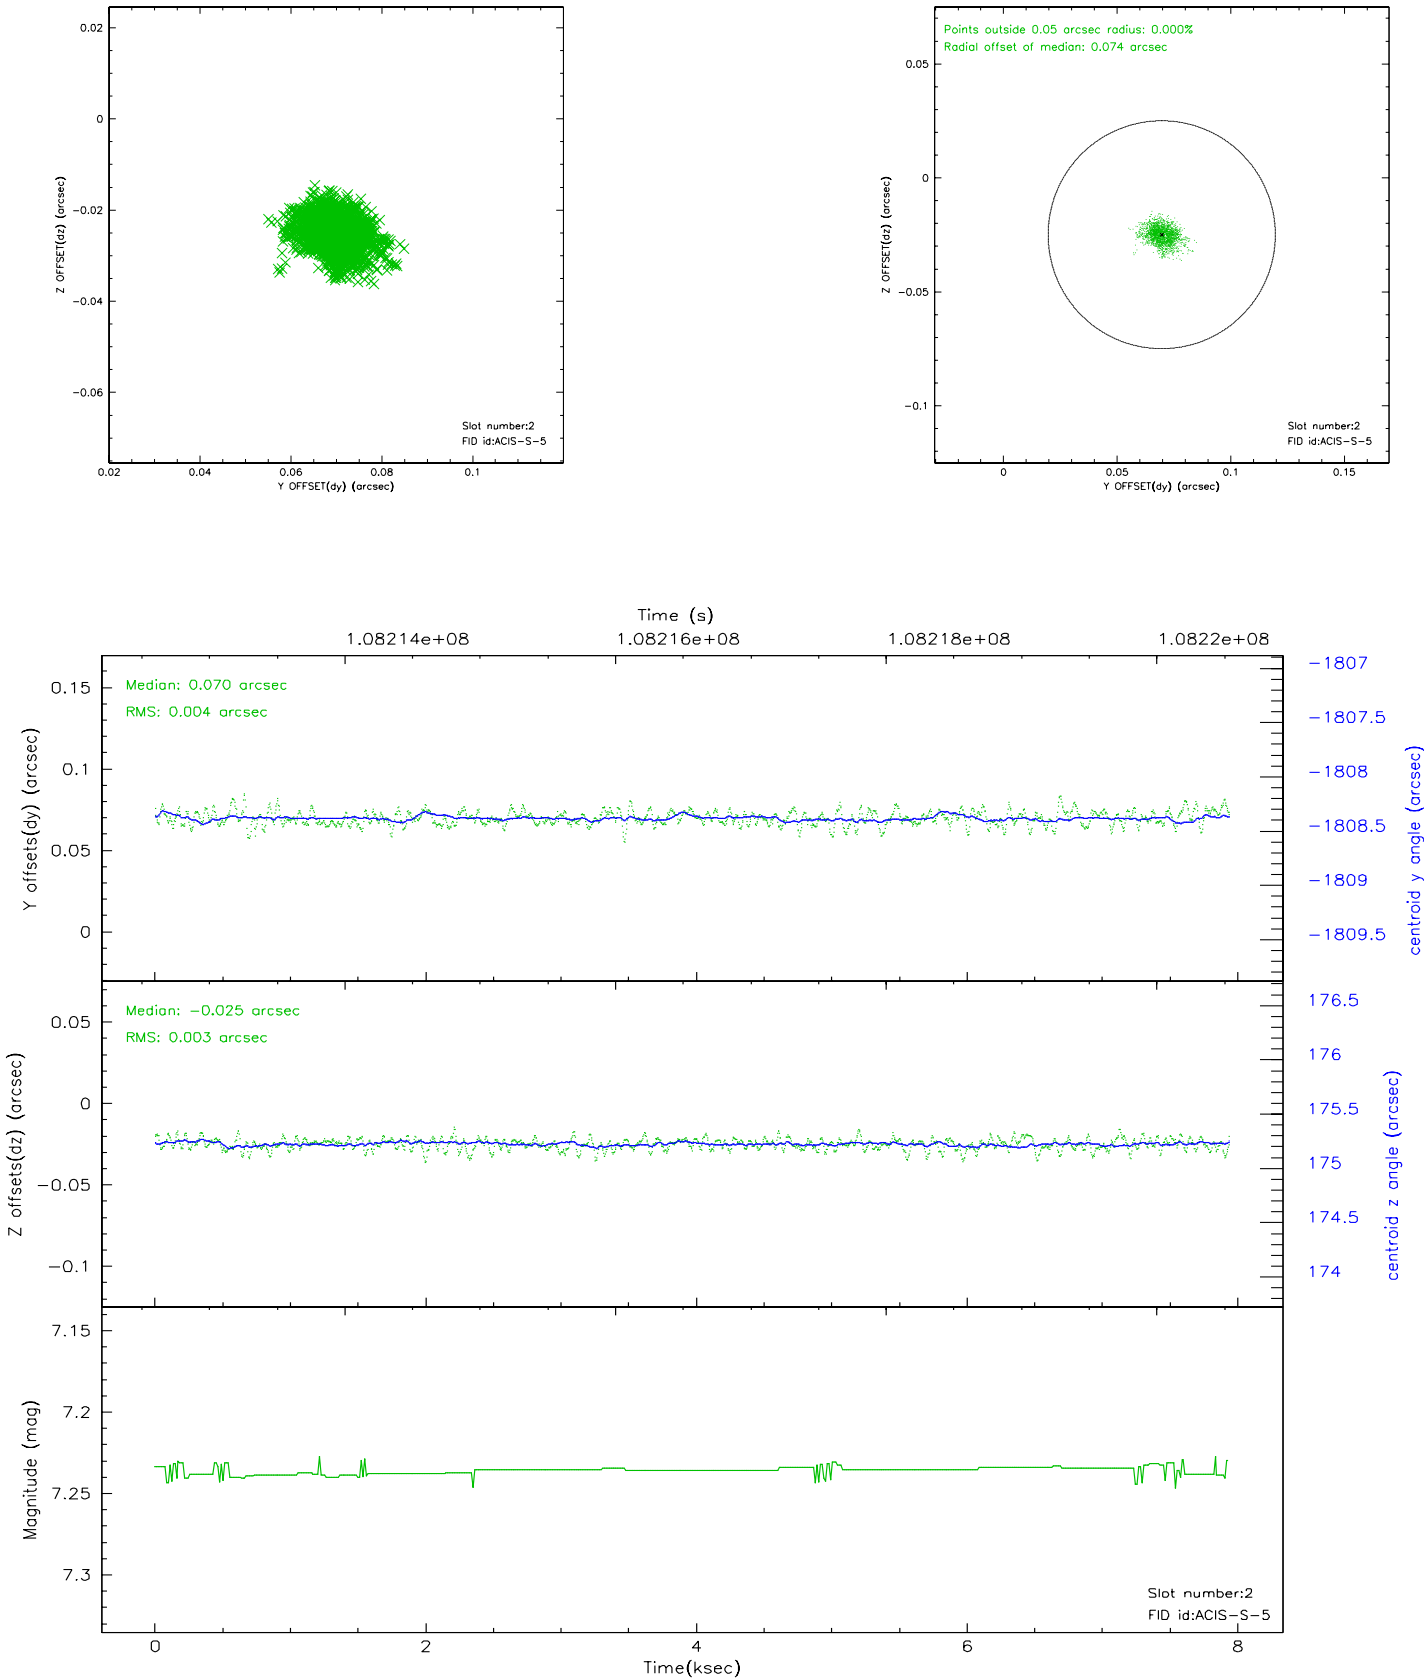 0.02
0
−0.02
−0.04
−0.06
Z OFFSET(dz) (arcsec)
Slot number:2
FID id:ACIS−S−5
0.02 0.04 0.06 0.08 0.1
Y OFFSET(dy) (arcsec)
Points outside 0.05 arcsec radius: 0.000%
Radial offset of median: 0.074 arcsec
0.05
0
−0.05
−0.1
Z OFFSET(dz) (arcsec)
Slot number:2
FID id:ACIS−S−5
0 0.05 0.1 0.15
Y OFFSET(dy) (arcsec)
Time (s)
1.08214e+08 1.08216e+08 1.08218e+08 1.0822e+08
Median: 0.070 arcsec
RMS: 0.004 arcsec
0.15
0.1
0.05
0
Y offsets(dy) (arcsec)
−1807
−1807.5
−1808
−1808.5
−1809
−1809.5
centroid y angle (arcsec)
Median: −0.025 arcsec
RMS: 0.003 arcsec
0.05
0
−0.05
−0.1
Z offsets(dz) (arcsec)
176.5
176
175.5
175
174.5
174
centroid z angle (arcsec)
7.15
7.2
7.25
7.3
Magnitude (mag)
Slot number:2
FID id:ACIS−S−5
0 2 4 6 8
Time(ksec)